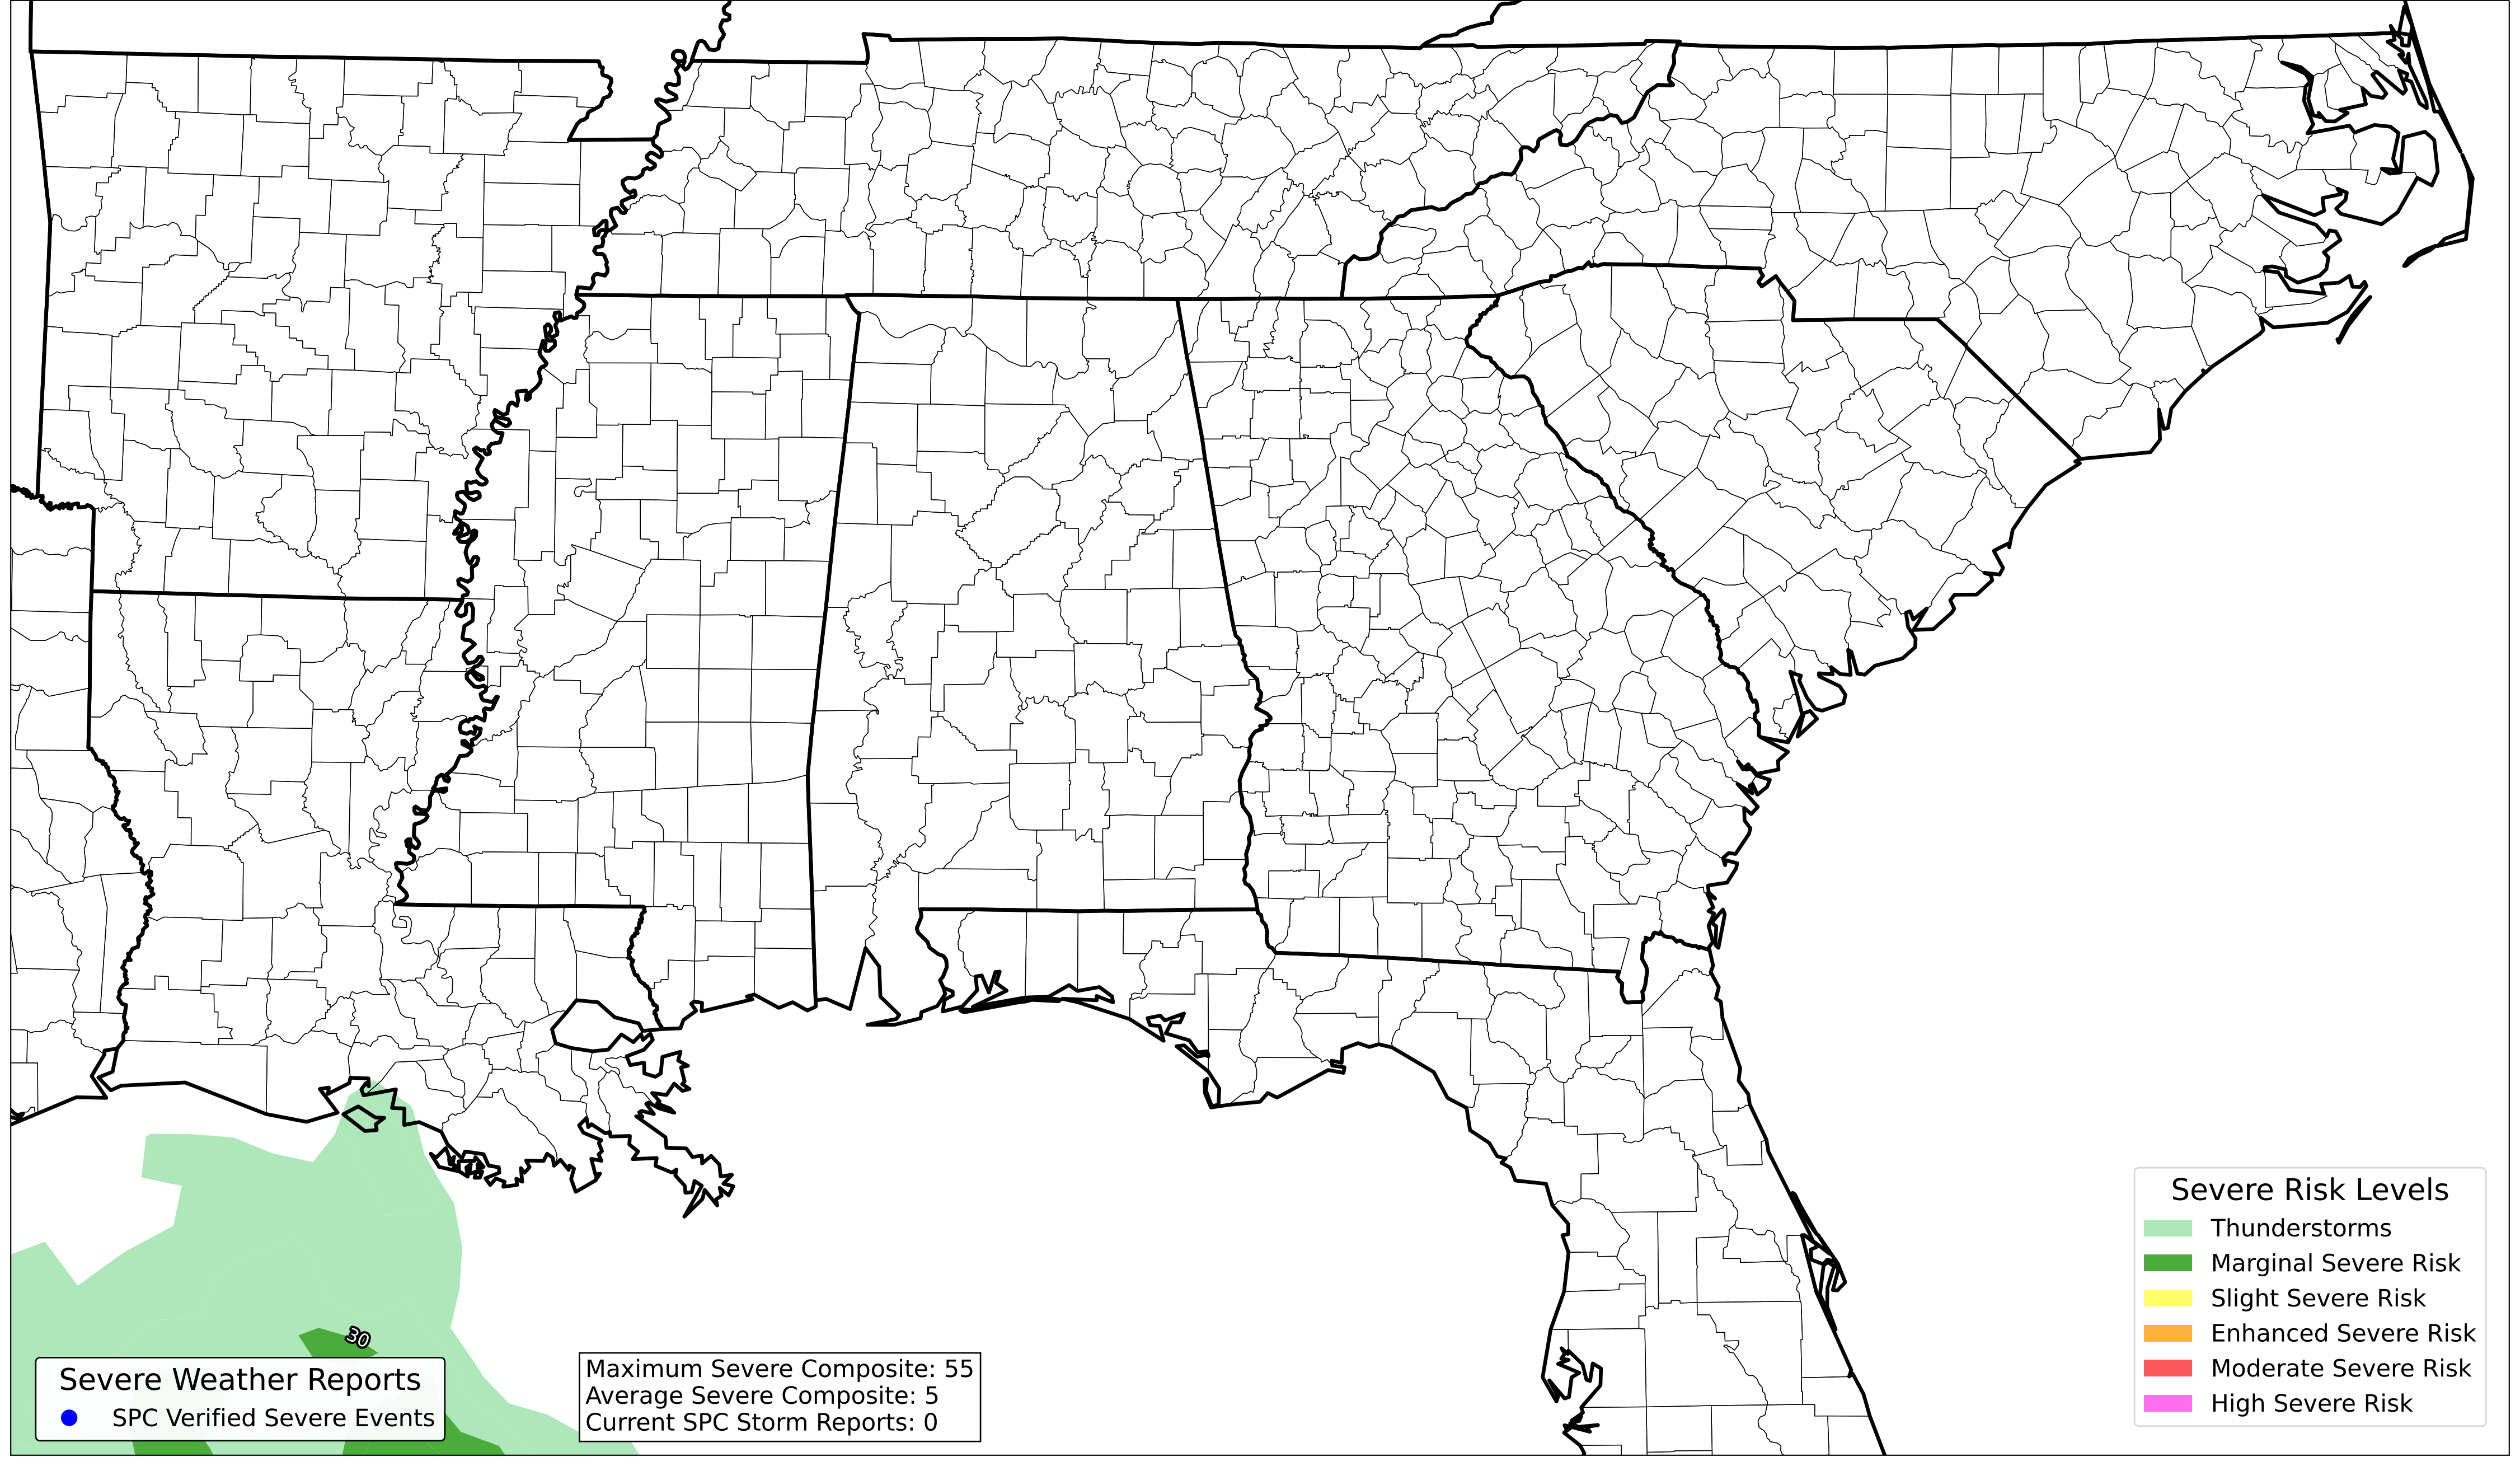 30
Severe Weather Reports
SPC Verified Severe Events
Maximum Severe Composite: 55
Average Severe Composite: 5
Current SPC Storm Reports: 0
Severe Risk Levels
Thunderstorms
Marginal Severe Risk
Slight Severe Risk
Enhanced Severe Risk
Moderate Severe Risk
High Severe Risk